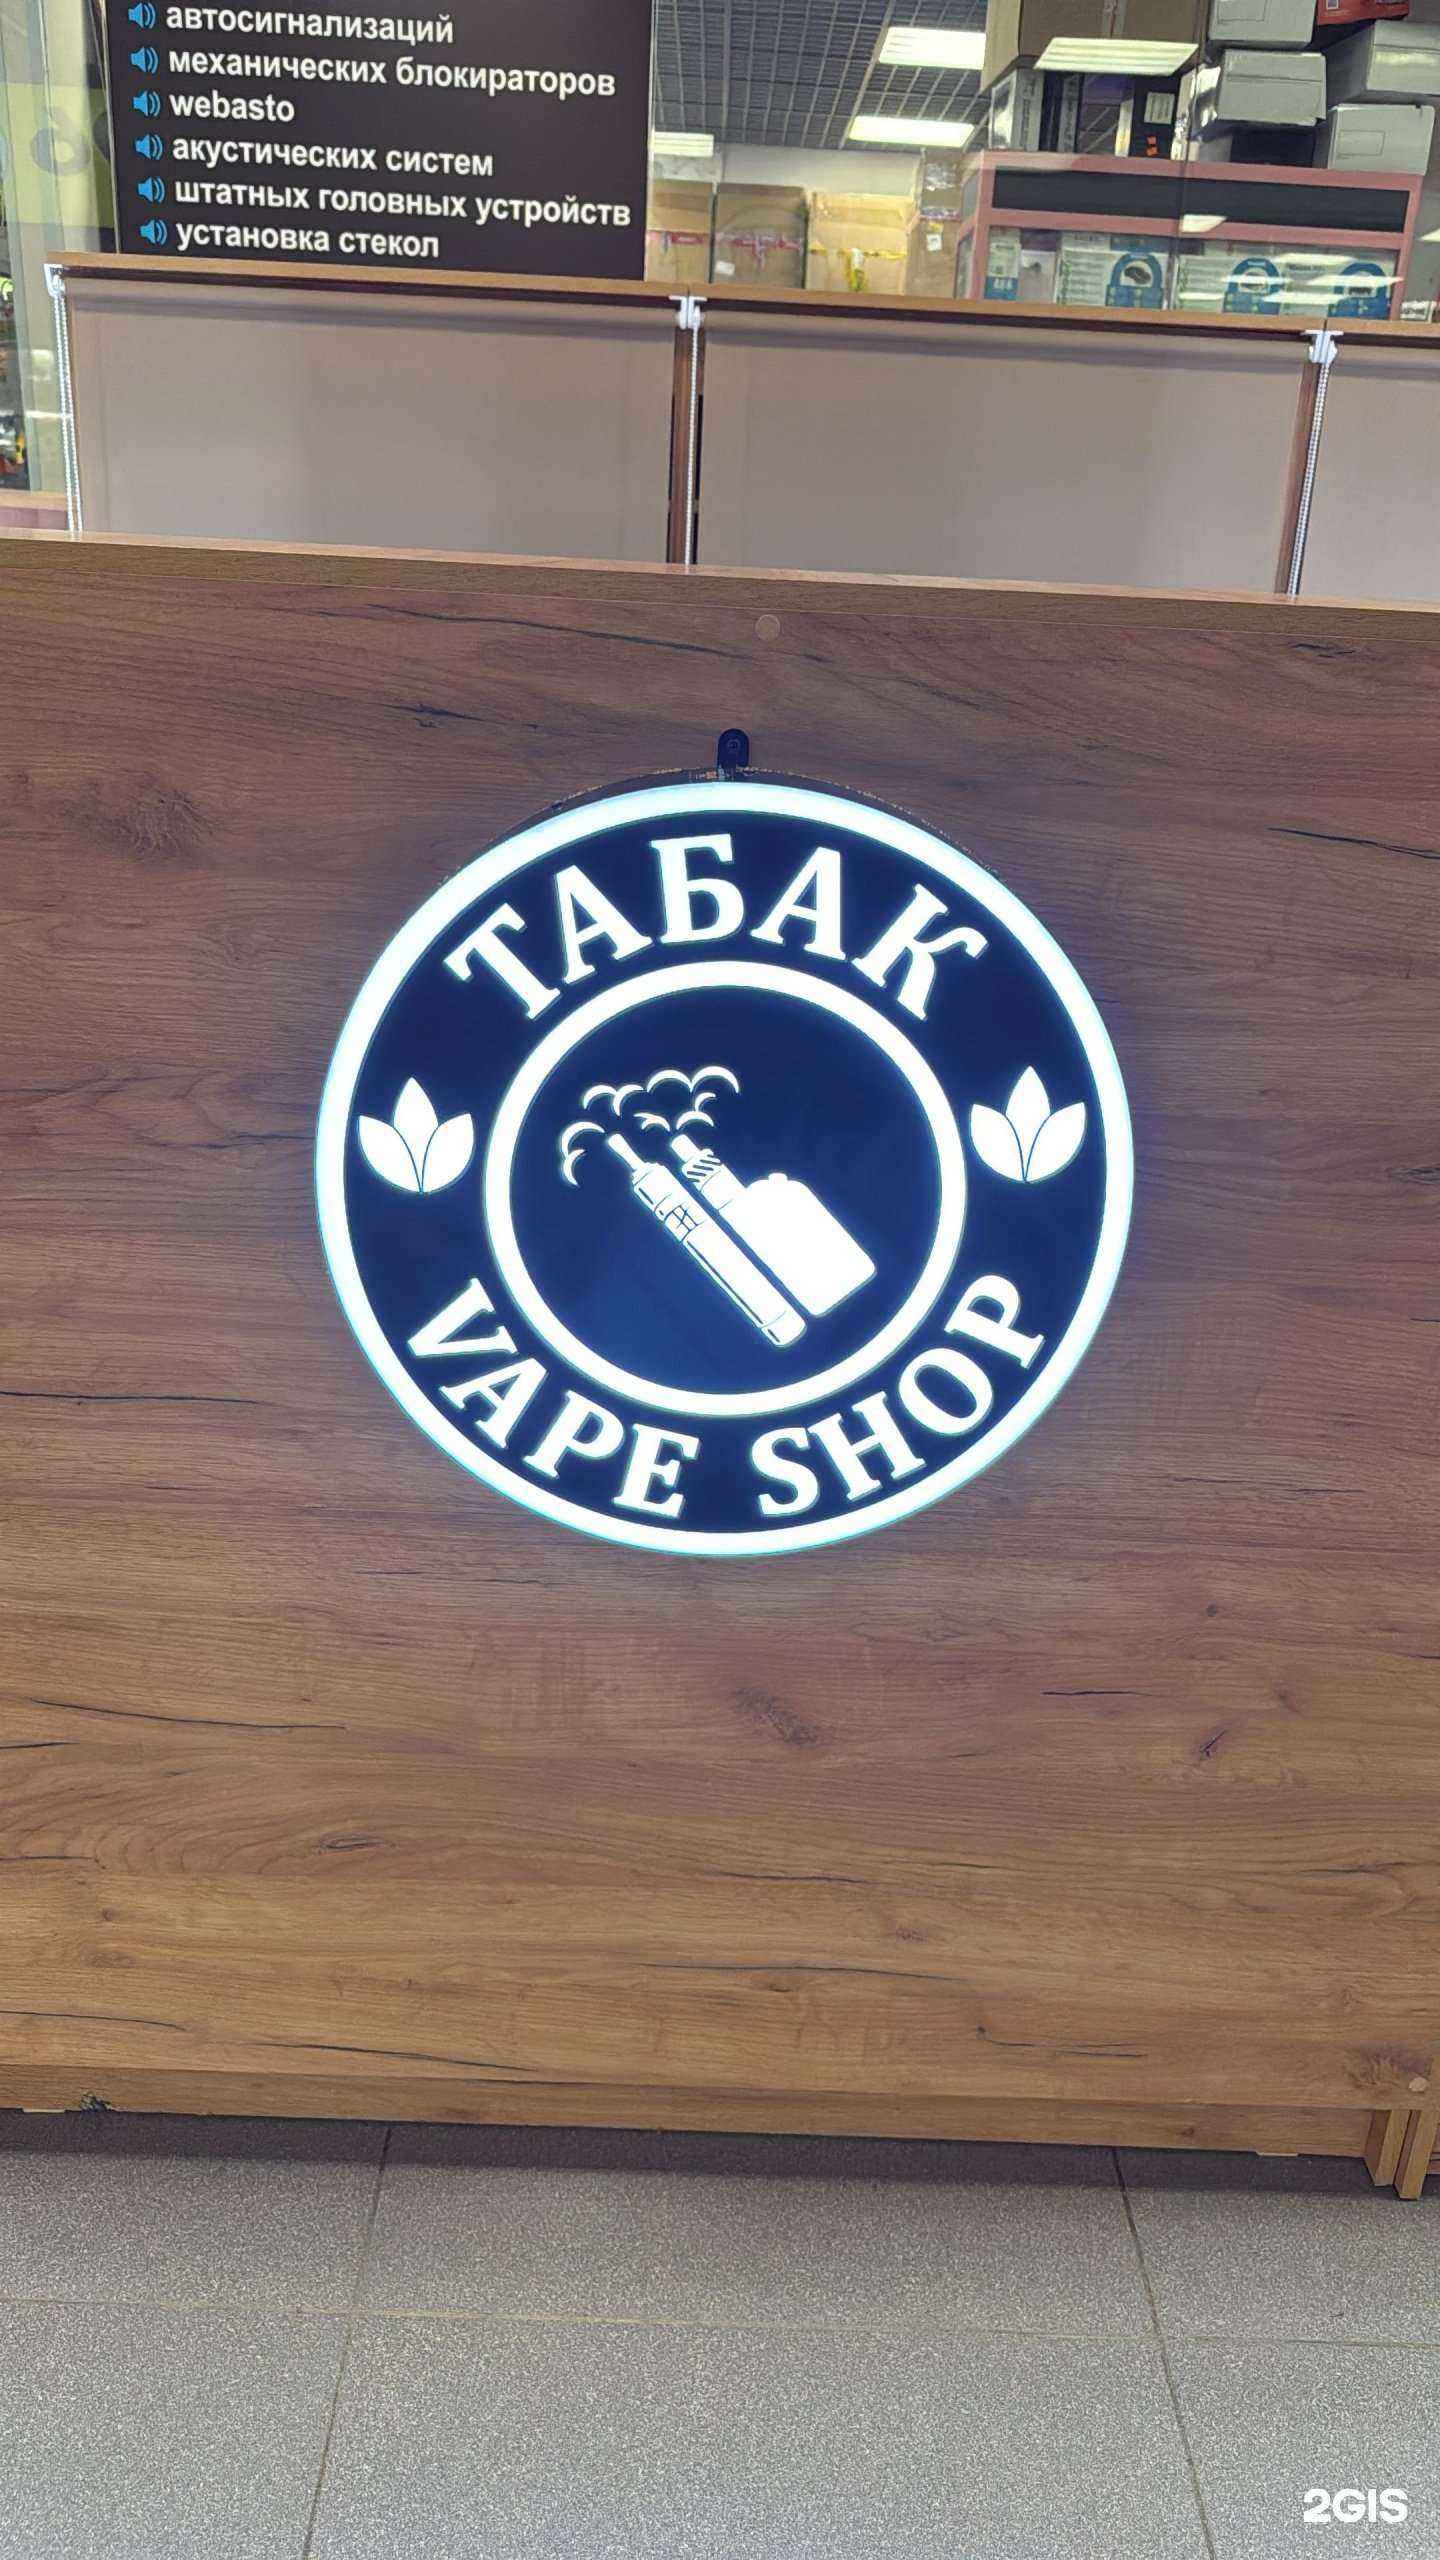 автосигнализаций
механических блокираторов
webasto
акустических систем
штатных головных устройств
установка стекол
ТАБАК
VAPE SHOP
2GIS